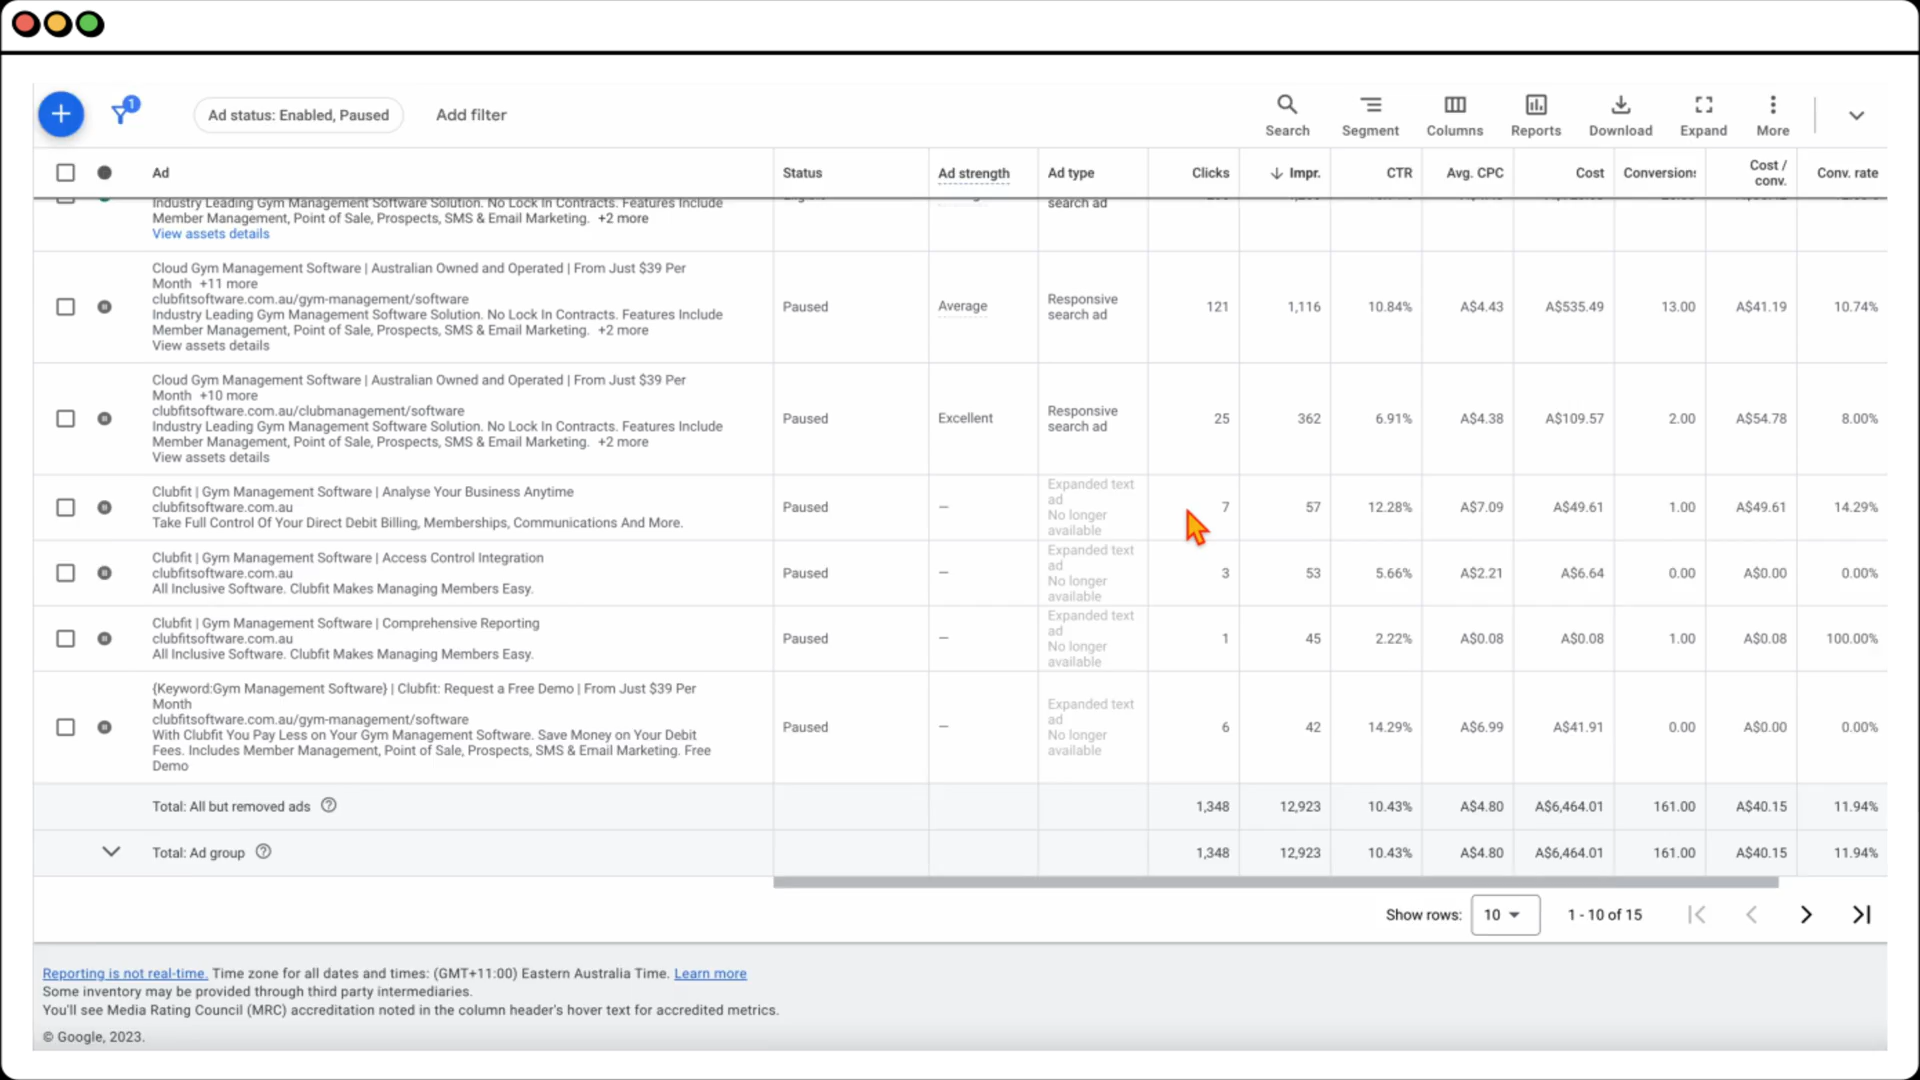 1
Ad status: Enabled, Paused
Add filter
Search
Segment
Columns
Reports
Download
Expand
More
Ad
Status
Ad strength
Ad type
Clicks
Impr.
CTR
Avg. CPC
Cost
Conversions
Cost /
conv.
Conv. rate
Industry Leading Gym Management Software Solution. No Lock In Contracts. Features Include
Member Management, Point of Sale, Prospects, SMS & Email Marketing. +2 more
View assets details
search ad
Cloud Gym Management Software | Australian Owned and Operated | From Just $39 Per
Month +11 more
clubfitsoftware.com.au/gym-management/software
Industry Leading Gym Management Software Solution. No Lock In Contracts. Features Include
Member Management, Point of Sale, Prospects, SMS & Email Marketing. +2 more
View assets details
Paused
Average
Responsive
search ad
121
1,116
10.84%
A$4.43
A$535.49
13.00
A$41.19
10.74%
Cloud Gym Management Software | Australian Owned and Operated | From Just $39 Per
Month +10 more
clubfitsoftware.com.au/clubmanagement/software
Industry Leading Gym Management Software Solution. No Lock In Contracts. Features Include
Member Management, Point of Sale, Prospects, SMS & Email Marketing. +2 more
View assets details
Paused
Excellent
Responsive
search ad
25
362
6.91%
A$4.38
A$109.57
2.00
A$54.78
8.00%
Clubfit | Gym Management Software | Analyse Your Business Anytime
clubfitsoftware.com.au
Take Full Control Of Your Direct Debit Billing, Memberships, Communications And More.
Paused
—
Expanded text
ad
No longer
available
7
57
12.28%
A$7.09
A$49.61
1.00
A$49.61
14.29%
Clubfit | Gym Management Software | Access Control Integration
clubfitsoftware.com.au
All Inclusive Software. Clubfit Makes Managing Members Easy.
Paused
—
Expanded text
ad
No longer
available
3
53
5.66%
A$2.21
A$6.64
0.00
A$0.00
0.00%
Clubfit | Gym Management Software | Comprehensive Reporting
clubfitsoftware.com.au
All Inclusive Software. Clubfit Makes Managing Members Easy.
Paused
—
Expanded text
ad
No longer
available
1
45
2.22%
A$0.08
A$0.08
1.00
A$0.08
100.00%
{Keyword:Gym Management Software} | Clubfit: Request a Free Demo | From Just $39 Per
Month
clubfitsoftware.com.au/gym-management/software
With Clubfit You Pay Less on Your Gym Management Software. Save Money on Your Debit
Fees. Includes Member Management, Point of Sale, Prospects, SMS & Email Marketing. Free
Demo
Paused
—
Expanded text
ad
No longer
available
6
42
14.29%
A$6.99
A$41.91
0.00
A$0.00
0.00%
Total: All but removed ads
1,348
12,923
10.43%
A$4.80
A$6,464.01
161.00
A$40.15
11.94%
Total: Ad group
1,348
12,923
10.43%
A$4.80
A$6,464.01
161.00
A$40.15
11.94%
Show rows:
10
1 - 10 of 15
Reporting is not real-time. Time zone for all dates and times: (GMT+11:00) Eastern Australia Time. Learn more
Some inventory may be provided through third party intermediaries.
You'll see Media Rating Council (MRC) accreditation noted in the column header's hover text for accredited metrics.
© Google, 2023.